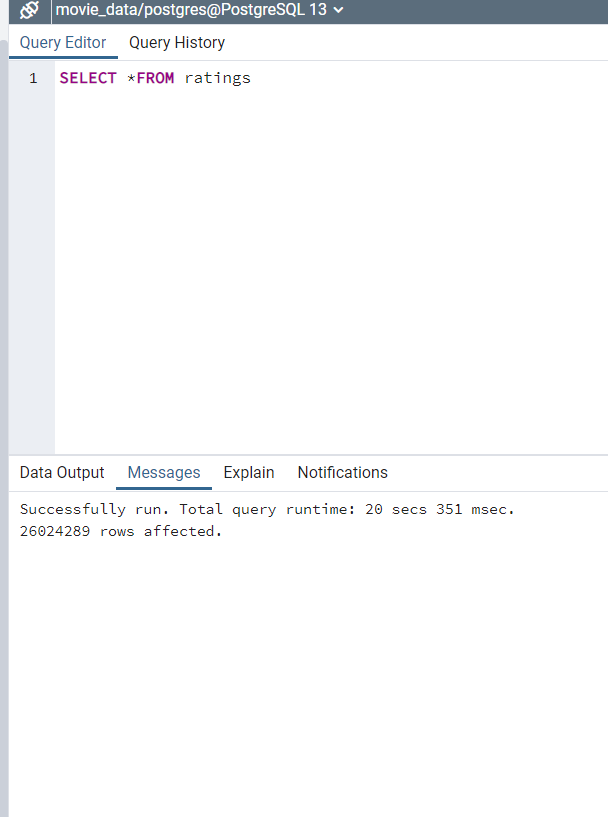 movie_data/postgres@PostgreSQL 13
Query Editor Query History
1 SELECT *FROM ratings
Data Output Messages Explain Notifications
Successfully run. Total query runtime: 20 secs 351 msec.
26024289 rows affected.